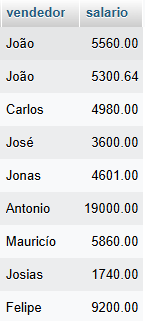 vendedor salario
João 5560.00
João 5300.64
Carlos 4980.00
José 3600.00
Jonas 4601.00
Antonio 19000.00
Mauricío 5860.00
Josias 1740.00
Felipe 9200.00